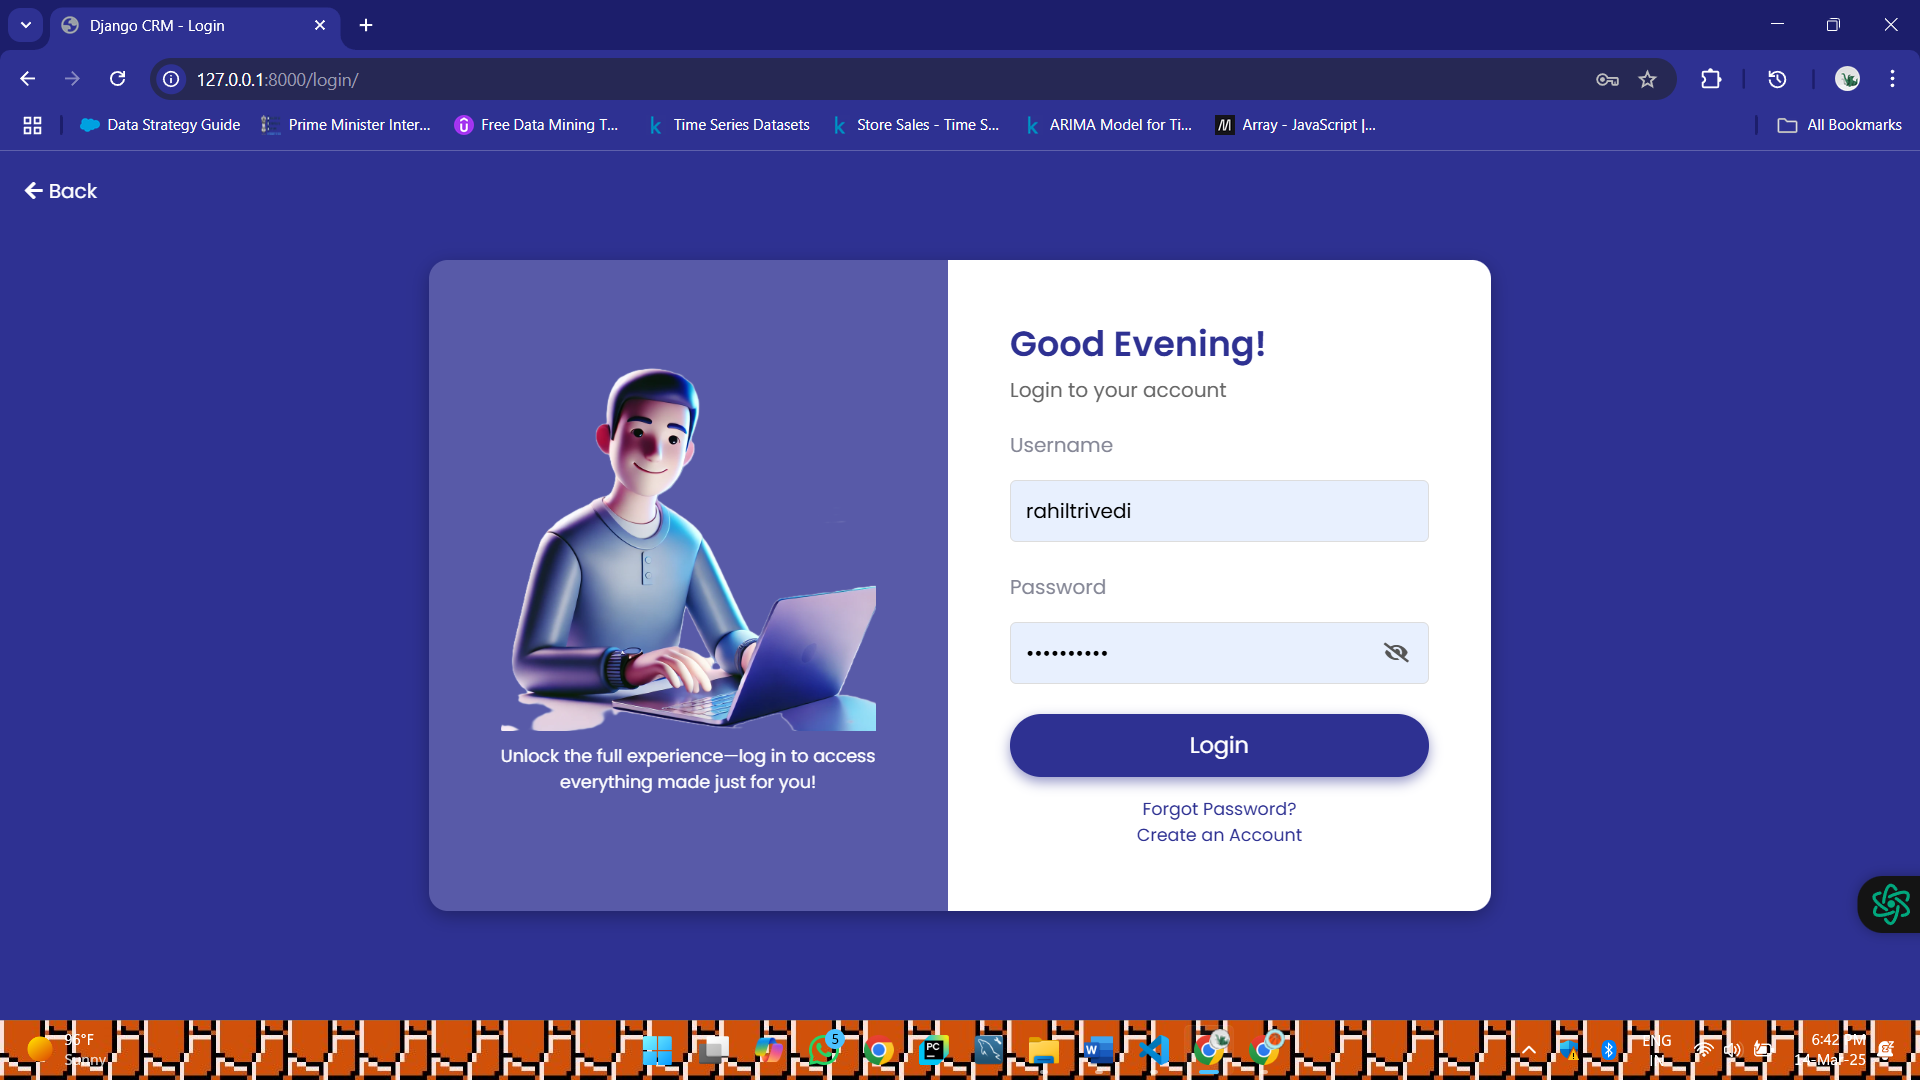 Django CRM - Login
127.0.0.1:8000/login/
Data Strategy Guide
Prime Minister Inter...
Free Data Mining T...
Time Series Datasets
Store Sales - Time S...
ARIMA Model for Ti...
Array - JavaScript |...
All Bookmarks
Back
Good Evening!
Login to your account
Username
rahiltrivedi
Password
Login
Forgot Password?
Create an Account
Unlock the full experience—log in to access
everything made just for you!
96°F
Sunny
5
PC
W
ENG
IN
6:42 PM
14-Mar-25